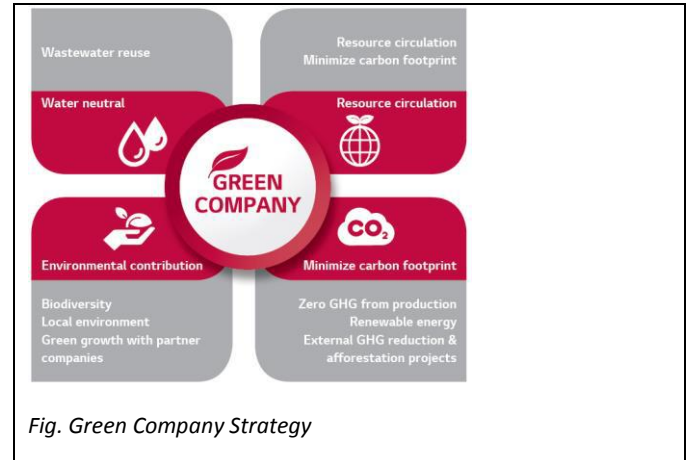 Wastewater reuse
Water neutral
Resource circulation
Minimize carbon footprint
Resource circulation
GREEN
COMPANY
CO₂
Environmental contribution
Biodiversity
Local environment
Green growth with partner
companies
Minimize carbon footprint
Zero GHG from production
Renewable energy
External GHG reduction &
afforestation projects
Fig. Green Company Strategy